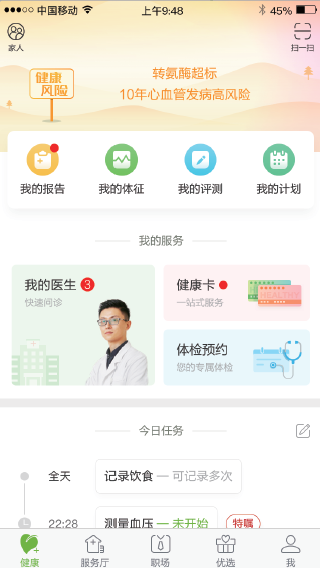 中国移动
上午9:48
45%
家人
扫一扫
健康
风险
转氨酶超标
10年心血管发病高风险
我的报告
我的体征
我的评测
我的计划
我的服务
我的医生 3
快速问诊
健康卡
一站式服务
体检预约
您的专属体检
今日任务
全天
记录饮食 — 可记录多次
22:28
测量血压 — 未开始
特嘱
健康
服务厅
职场
优选
我